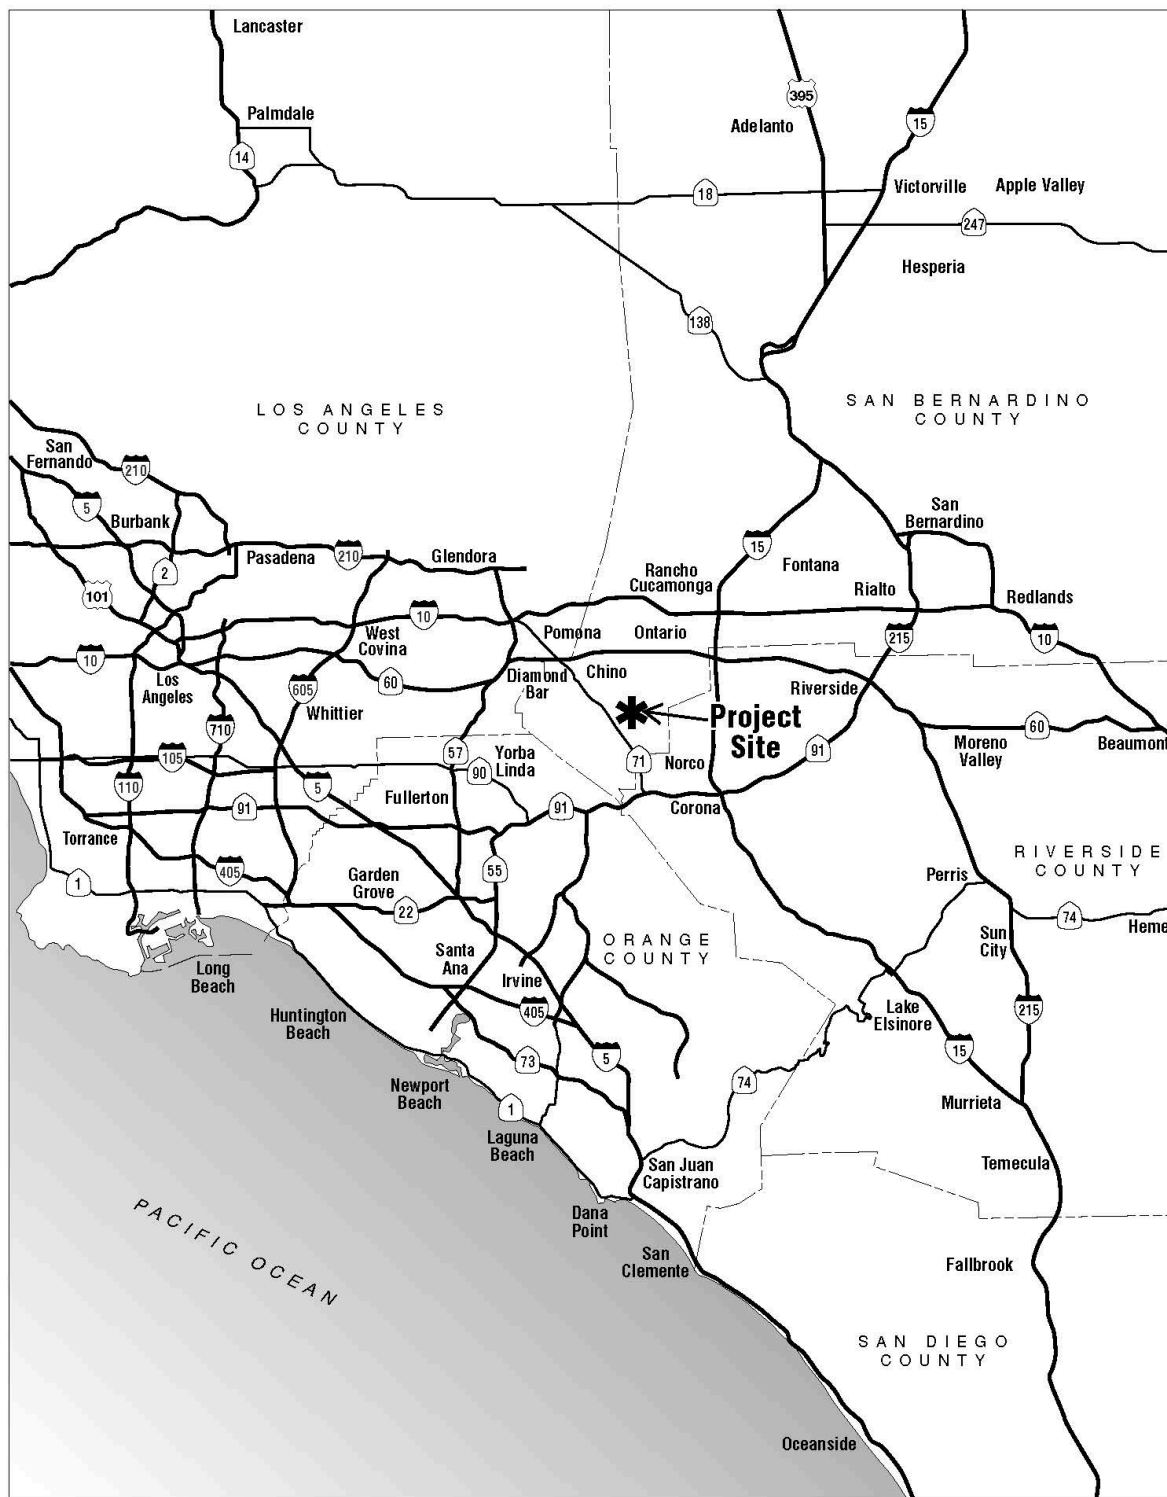 Lancaster
Palmdale
14
395
Adelanto
15
18
Victorville
Apple Valley
247
Hesperia
138
LOS ANGELES
COUNTY
SAN BERNARDINO
COUNTY
San
Fernando
210
5
Burbank
San
Bernardino
15
Pasadena
210
Glendora
Fontana
2
101
Rancho
Cucamonga
Rialto
Redlands
10
West
Covina
Pomona
Ontario
215
10
10
Los
Angeles
605
60
Diamond
Bar
Chino
Riverside
Whittier
710
Project
Site
57
Yorba
Linda
71
Norco
91
Moreno
Valley
60
Beaumont
105
90
110
5
Fullerton
91
91
Corona
Torrance
405
1
Garden
Grove
22
55
Perris
RIVERSIDE
COUNTY
74
Heme
Sun
City
Santa
Ana
Irvine
ORANGE
COUNTY
Long
Beach
Huntington
Beach
405
Lake
Elsinore
215
73
5
15
Newport
Beach
1
74
Murrieta
Laguna
Beach
San Juan
Capistrano
Temecula
PACIFIC OCEAN
Dana
Point
San
Clemente
Fallbrook
SAN DIEGO
COUNTY
Oceanside